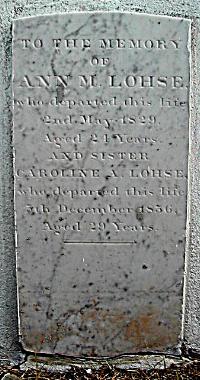 TO THE MEMORY
OF
ANN M. LOHSE
who departed this life
2nd May 1829.
Aged 24 Years.
AND SISTER
CAROLINE A. LOHSE
who departed this life
5th December 1836.
Aged 29 Years.